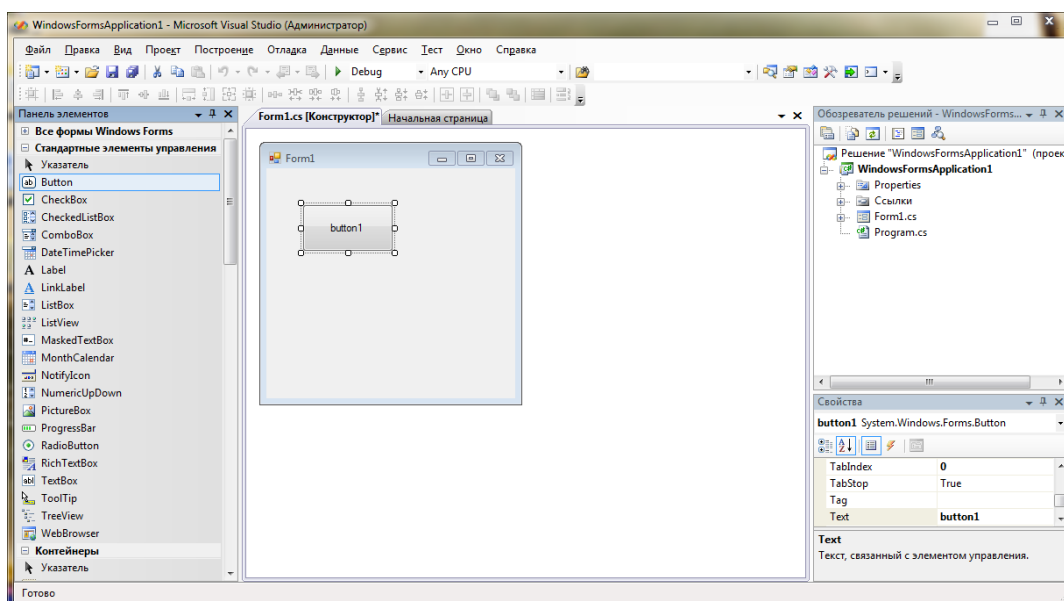 WindowsFormsApplication1 - Microsoft Visual Studio (Администратор)
Файл Правка Вид Проект Построение Отладка Данные Сервис Тест Окно Справка
Debug Any CPU
Панель элементов
Все формы Windows Forms
Стандартные элементы управления
Указатель
Button
CheckBox
CheckedListBox
ComboBox
DateTimePicker
Label
LinkLabel
ListBox
ListView
MaskedTextBox
MonthCalendar
NotifyIcon
NumericUpDown
PictureBox
ProgressBar
RadioButton
RichTextBox
TextBox
ToolTip
TreeView
WebBrowser
Контейнеры
Указатель
Form1.cs [Конструктор]* Начальная страница
Form1
button1
Обозреватель решений - WindowsForms...
Решение "WindowsFormsApplication1" (проек
WindowsFormsApplication1
Properties
Ссылки
Form1.cs
Program.cs
Свойства
button1 System.Windows.Forms.Button
TabIndex 0
TabStop True
Tag
Text button1
Text
Текст, связанный с элементом управления.
Готово